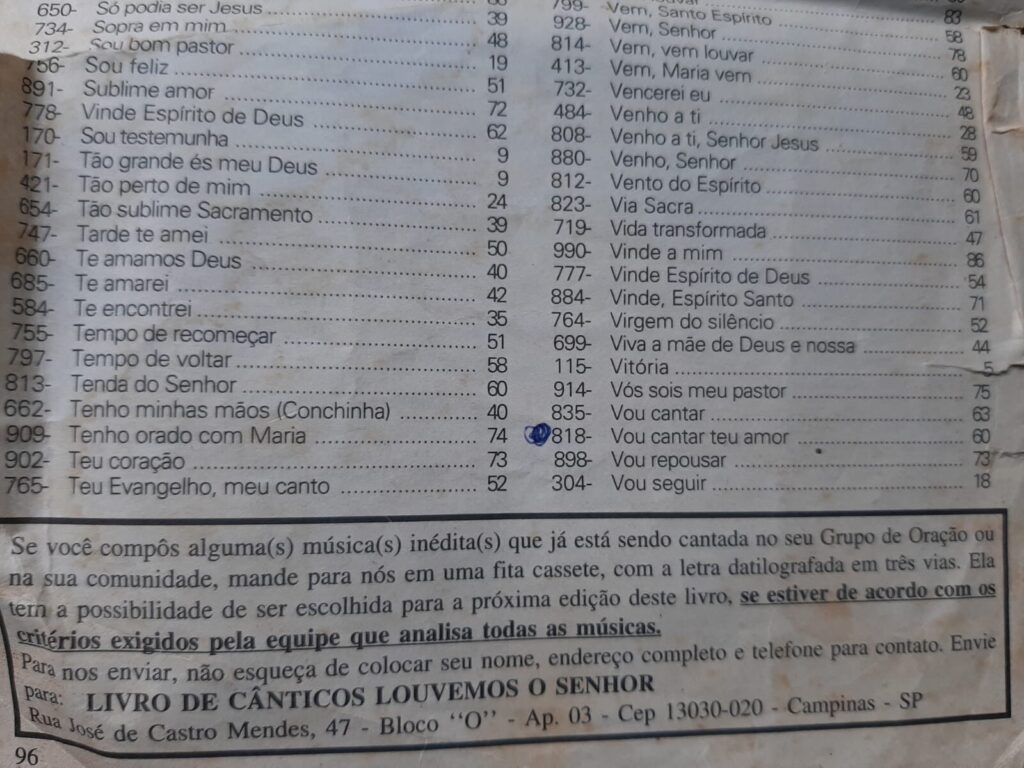 650- Só podia ser Jesus 39
734- Sopra em mim 48
312- Sou bom pastor 19
756- Sou feliz 51
891- Sublime amor 72
778- Vinde Espírito de Deus 62
170- Sou testemunha 9
171- Tão grande és meu Deus 9
421- Tão perto de mim 24
654- Tão sublime Sacramento 39
747- Tarde te amei 50
660- Te amamos Deus 40
685- Te amarei 42
584- Te encontrei 35
755- Tempo de recomeçar 51
797- Tempo de voltar 58
813- Tenda do Senhor 60
662- Tenho minhas mãos (Conchinha) 40
909- Tenho orado com Maria 74
902- Teu coração 73
765- Teu Evangelho, meu canto 52
83
799- Vem, Santo Espírito 58
928- Vem, Senhor 78
814- Vem, vem louvar 60
413- Vem, Maria vem 23
732- Vencerei eu 48
484- Venho a ti 28
808- Venho a ti, Senhor Jesus 59
880- Venho, Senhor 70
812- Vento do Espírito 60
823- Via Sacra 61
719- Vida transformada 47
990- Vinde a mim 86
777- Vinde Espírito de Deus 54
884- Vinde, Espírito Santo 71
764- Virgem do silêncio 52
699- Viva a mãe de Deus e nossa 44
115- Vitória 5
914- Vós sois meu pastor 75
835- Vou cantar 63
818- Vou cantar teu amor 60
898- Vou repousar 73
304- Vou seguir 18
Se você compôs alguma(s) música(s) inédita(s) que já está sendo cantada no seu Grupo de Oração ou
na sua comunidade, mande para nós em uma fita cassete, com a letra datilografada em três vias. Ela
tem a possibilidade de ser escolhida para a próxima edição deste livro, se estiver de acordo com os
critérios exigidos pela equipe que analisa todas as músicas.
Para nos enviar, não esqueça de colocar seu nome, endereço completo e telefone para contato. Envie
para: LIVRO DE CÂNTICOS LOUVEMOS O SENHOR
Rua José de Castro Mendes, 47 - Bloco "O" - Ap. 03 - Cep 13030-020 - Campinas - SP
96